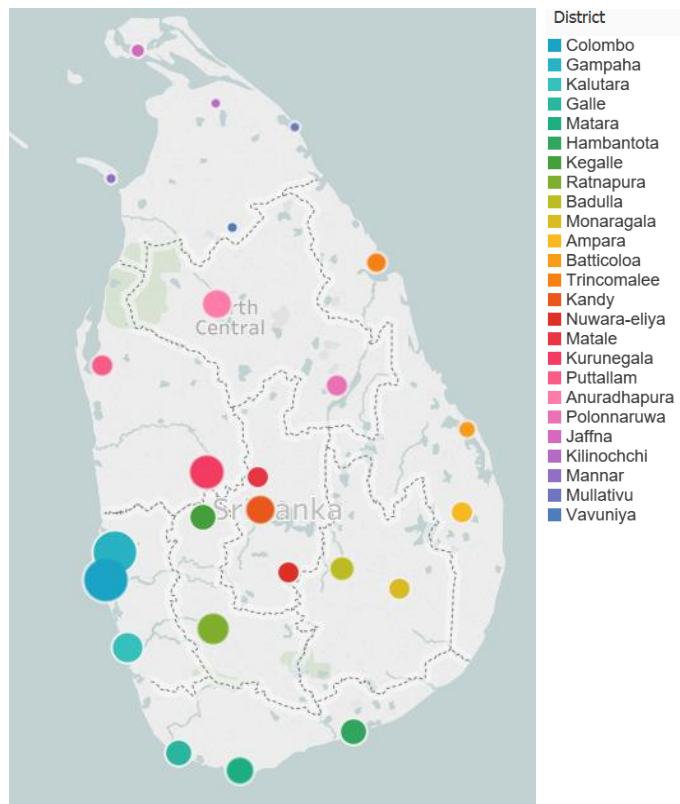 District
Colombo
Gampaha
Kalutara
Galle
Matara
Hambantota
Kegalle
Ratnapura
Badulla
Monaragala
Ampara
Batticoloa
Trincomalee
Kandy
Nuwara-eliya
Matale
Kurunegala
Puttallam
Anuradhapura
Polonnaruwa
Jaffna
Kilinochchi
Mannar
Mullativu
Vavuniya
rth
Central
Sri anka